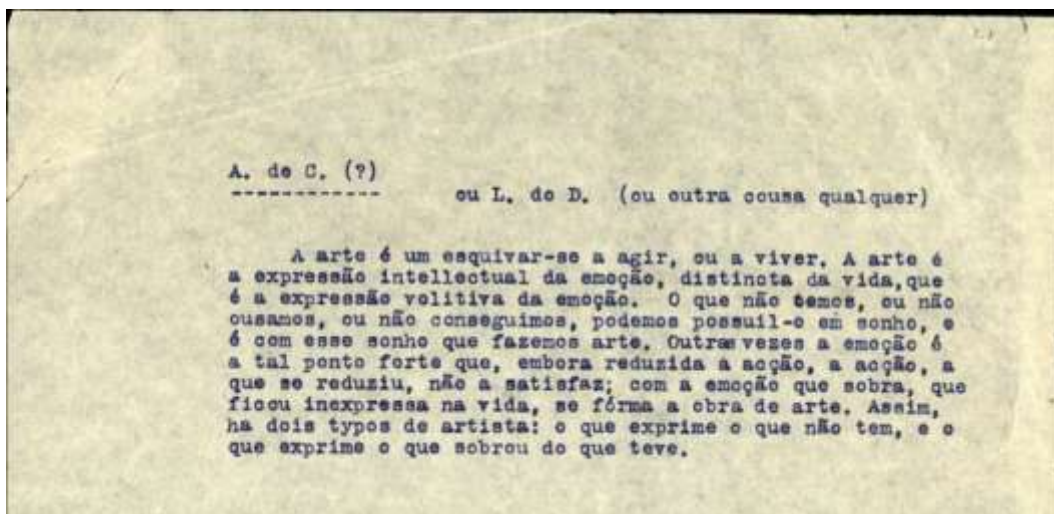 A. de C. (?)
------------
ou L. do D. (ou outra cousa qualquer)
A arte é um esquivar-se a agir, ou a viver. A arte é
a expressão intellectual da emoção, distincta da vida,que
é a expressão volitiva da emoção. O que não temos, ou não
ousamos, ou não conseguimos, podemos possuil-o em sonho, e
é com esse sonho que fazemos arte. Outras vezes a emoção é
a tal ponto forte que, embora reduzida a acção, a acção, a
que se reduziu, não a satisfaz; com a emoção que sobra, que
ficou inexpressa na vida, se fórma a obra de arte. Assim,
ha dois typos de artista: o que exprime o que não tem, e o
que exprime o que sobrou do que teve.